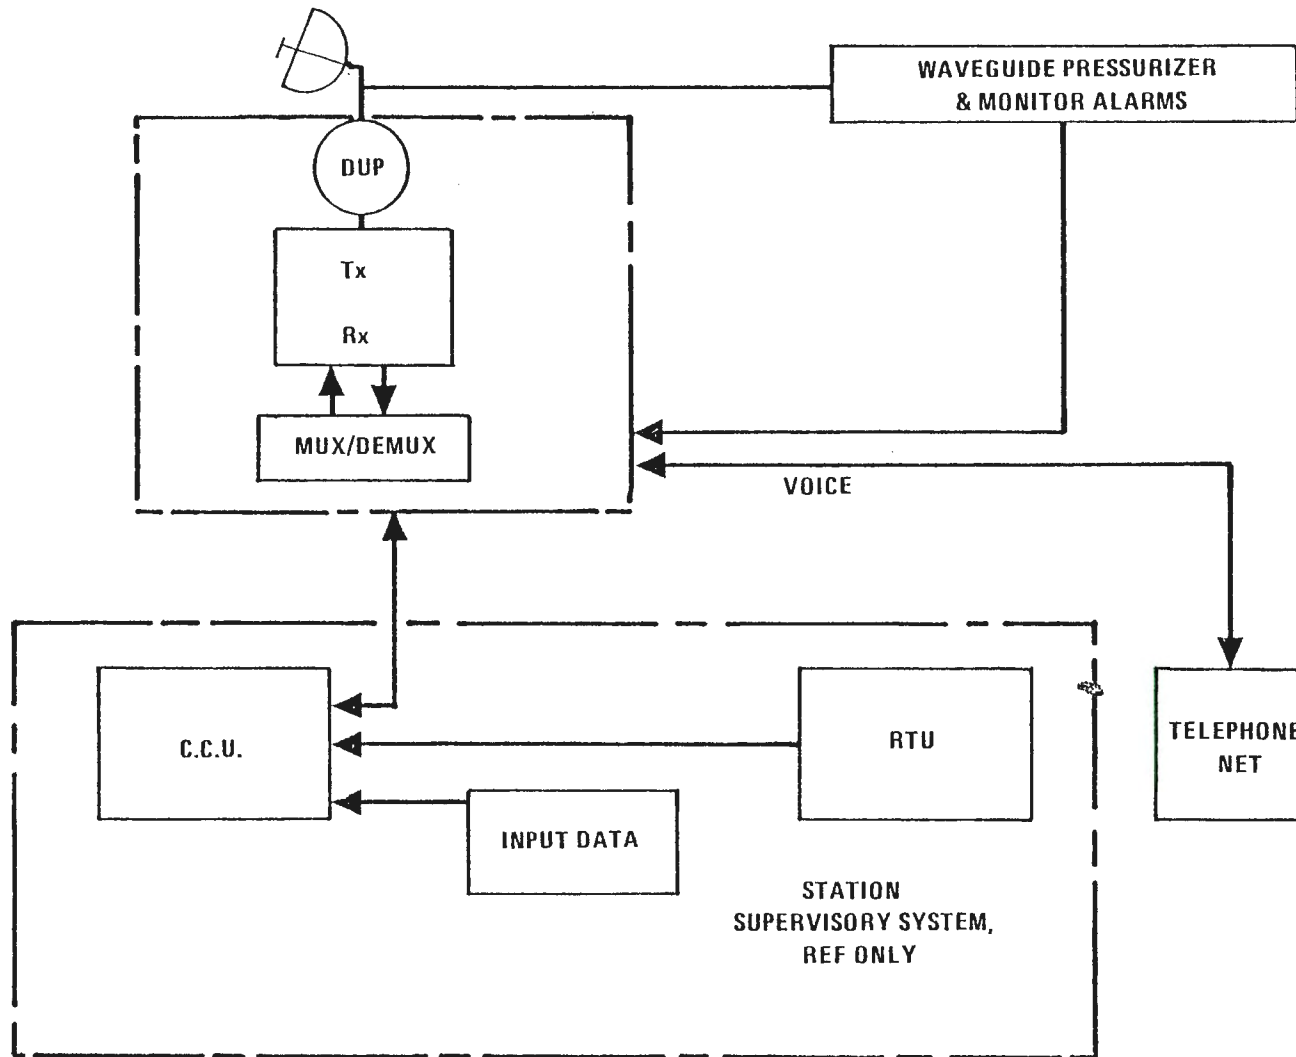 WAVEGUIDE PRESSURIZER
& MONITOR ALARMS
DUP
Tx
Rx
MUX/DEMUX
VOICE
C.C.U.
RTU
TELEPHONE
NET
INPUT DATA
STATION
SUPERVISORY SYSTEM,
REF ONLY